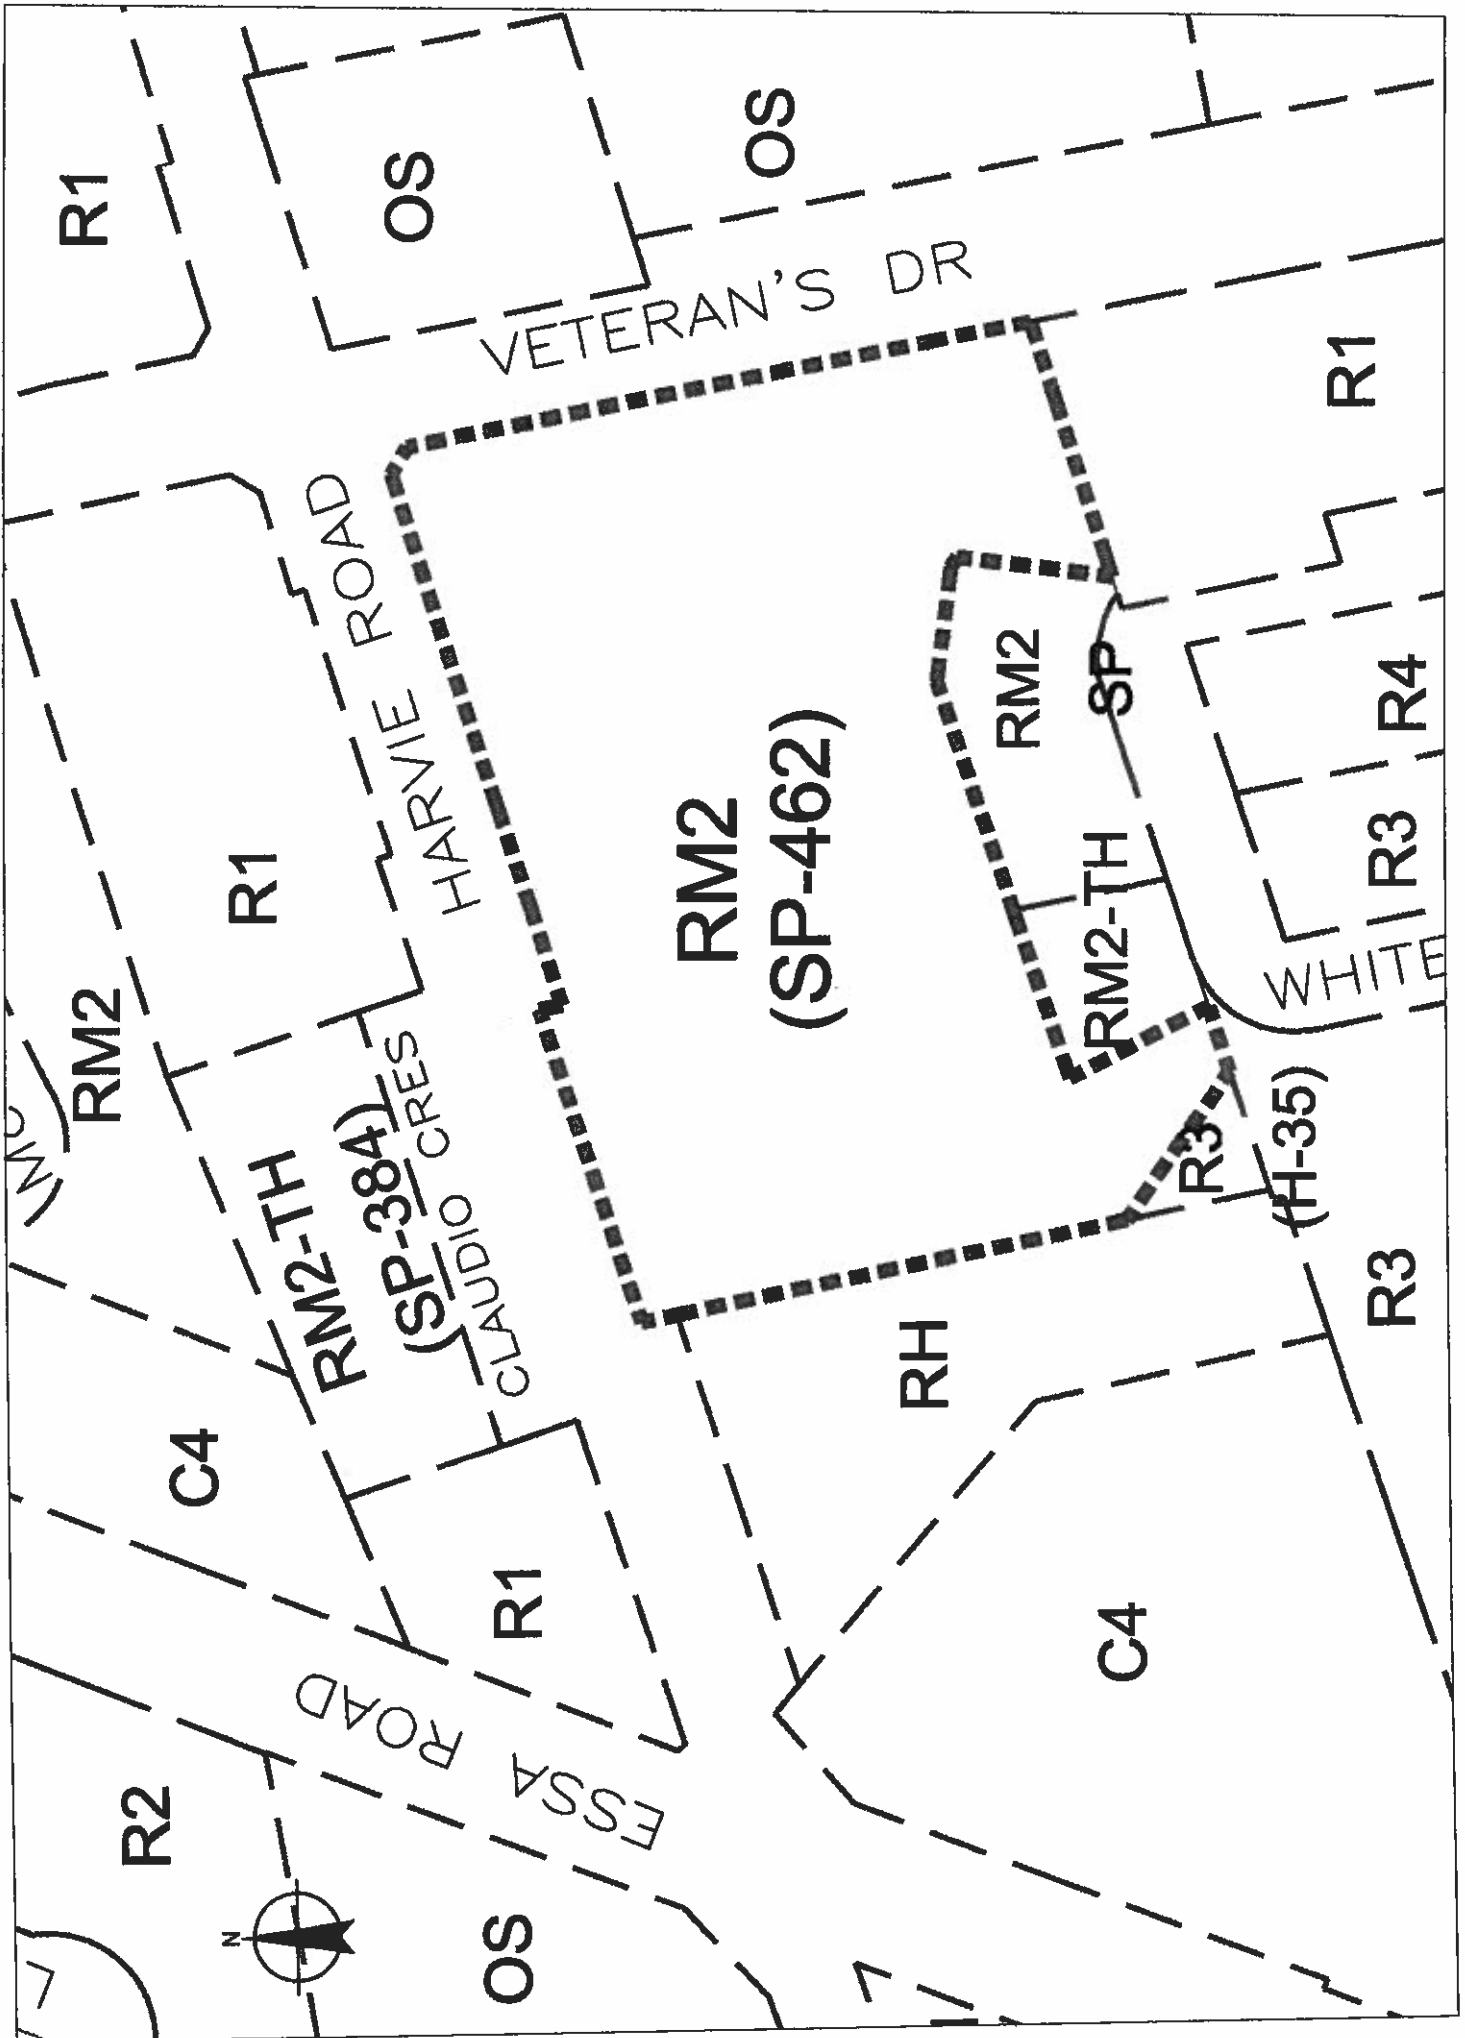 R2
RM2
R1
C4
N
R1
RM2-TH
(SP-384)
CLAUDIO CRES
HARVIE ROAD
ESSA ROAD
OS
OS
R1
VETERAN'S DR
OS
RM2
(SP-462)
RH
RM2
SP
RM2-TH
C4
R3
(H-35)
R1
R4
R3
R3
WHITE